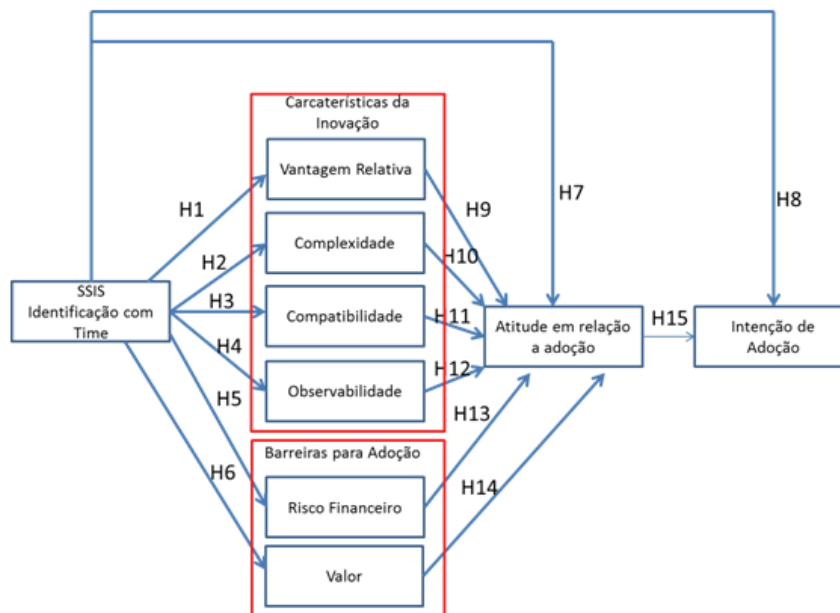 Carcaterísticas da
Inovação
Vantagem Relativa
H1
H9
H7
H8
H2
Complexidade
H10
SSIS
Identificação com
Time
H3
Compatibilidade
H11
Atitude em relação
a adoção
H15
Intenção de
Adoção
H4
Observabilidade
H12
H5
H13
Barreiras para Adoção
H6
H14
Risco Financeiro
Valor